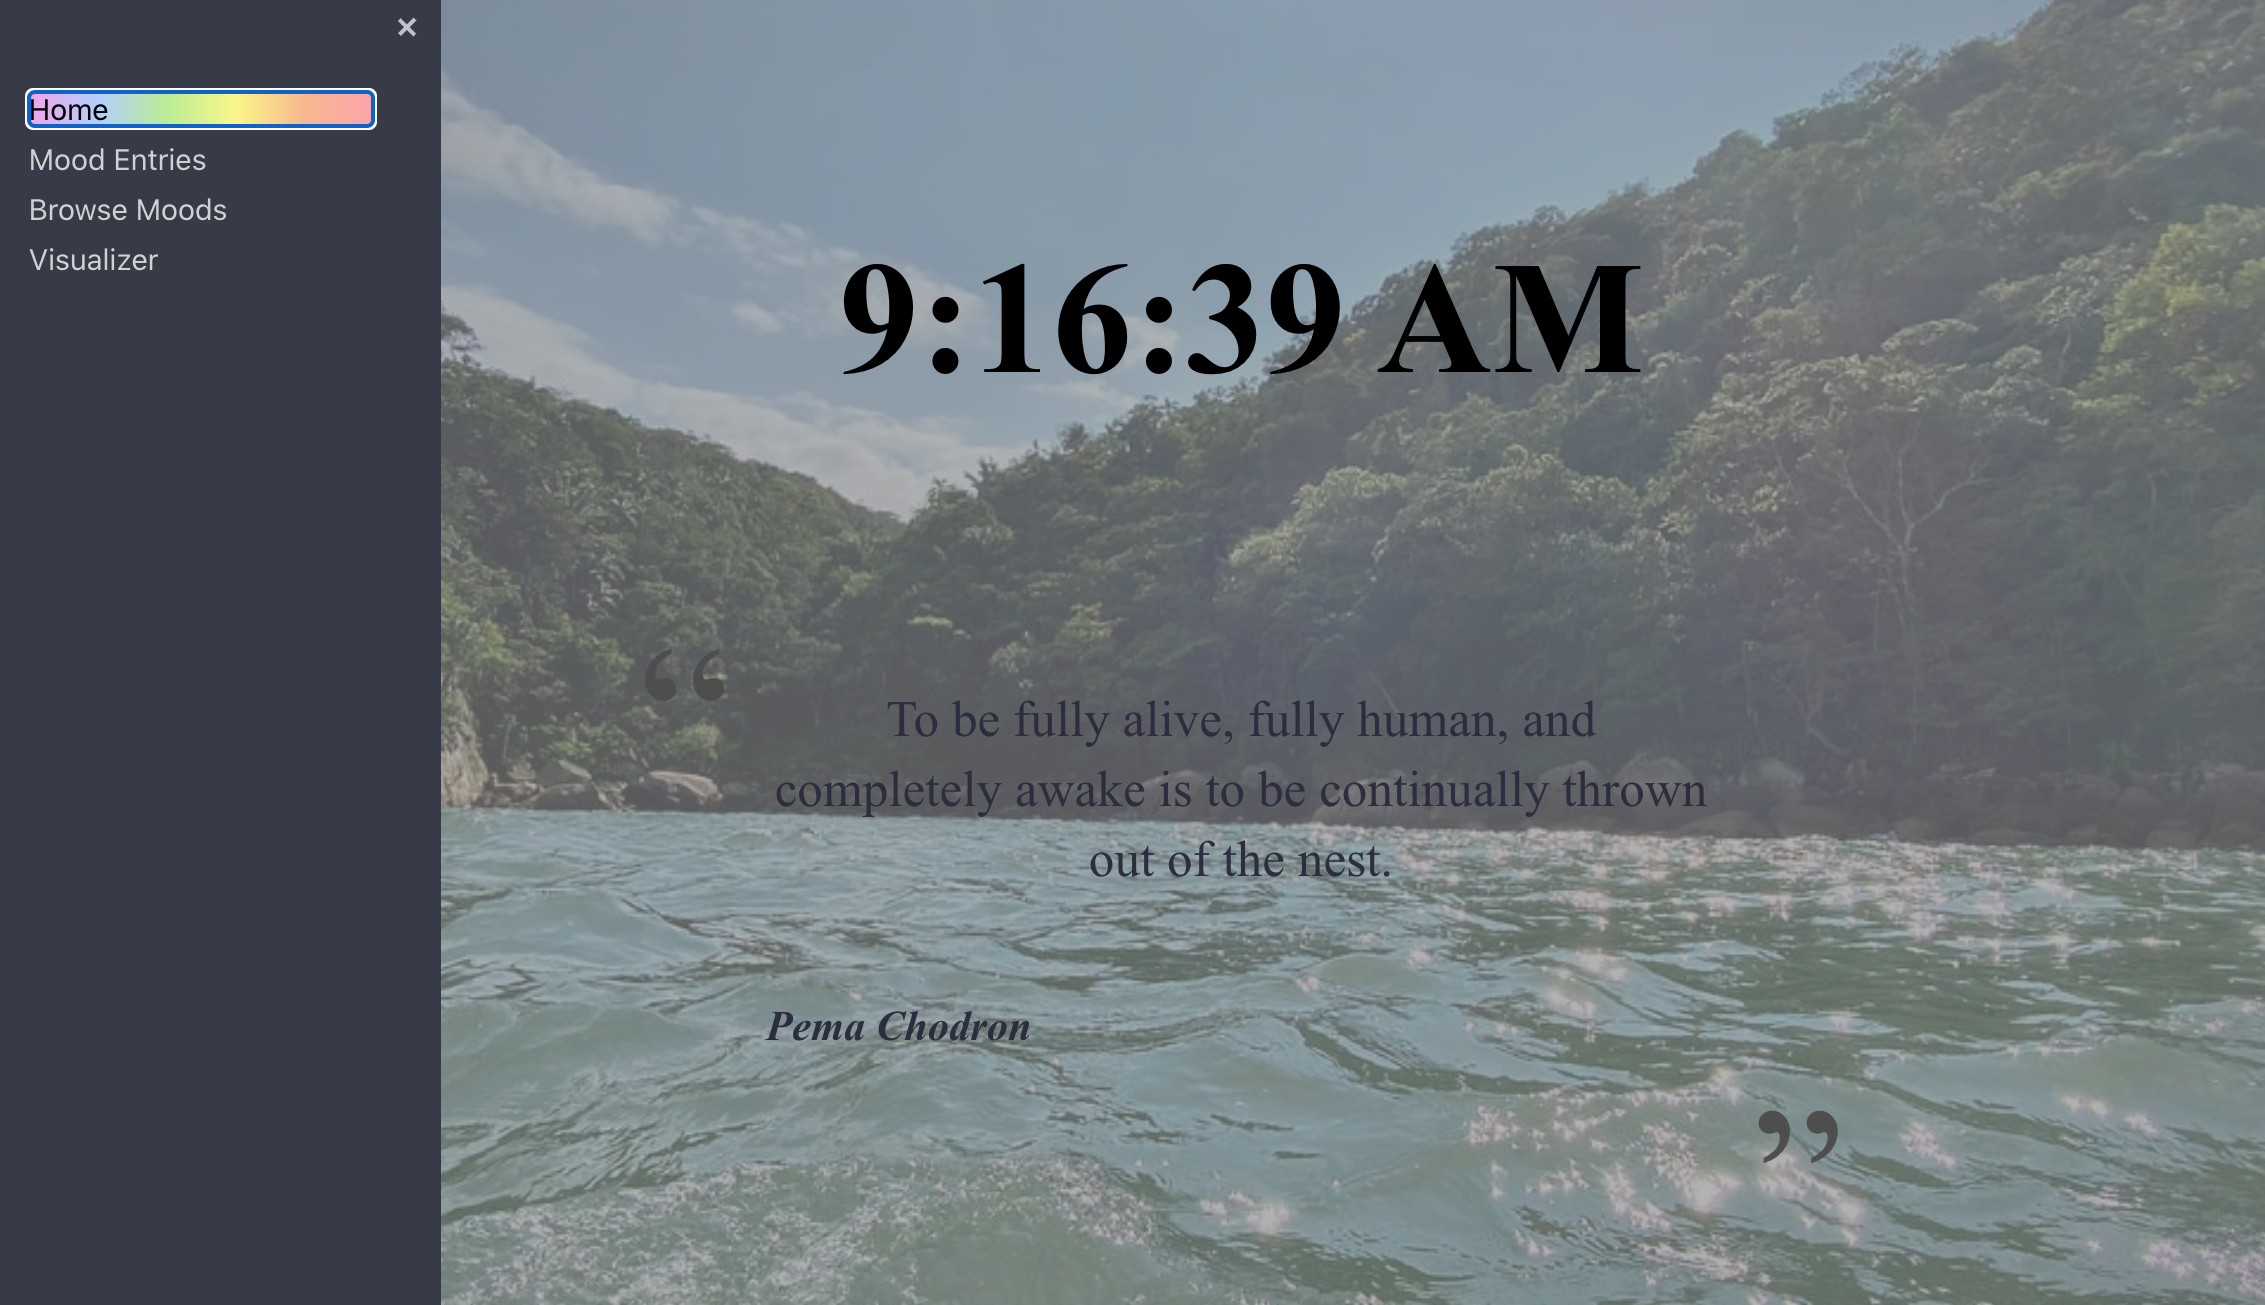 ×
Home
Mood Entries
Browse Moods
Visualizer
9:16:39 AM
“
To be fully alive, fully human, and
completely awake is to be continually thrown
out of the nest.
Pema Chodron
”